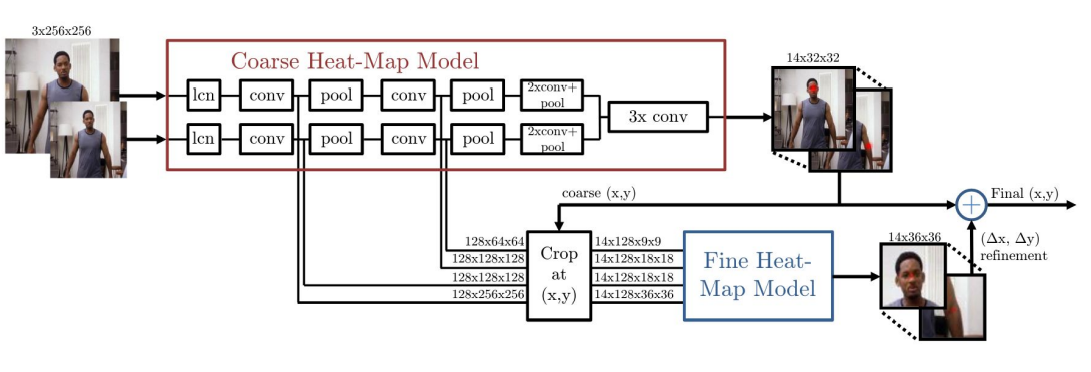 3x256x256
Coarse Heat-Map Model
lcn
conv
pool
conv
pool
2xconv+
pool
lcn
conv
pool
conv
pool
2xconv+
pool
3x conv
14x32x32
coarse (x,y)
Final (x,y)
128x64x64
128x128x128
128x128x128
128x256x256
Crop
at
(x,y)
14x128x9x9
14x128x18x18
14x128x18x18
14x128x36x36
Fine Heat-
Map Model
14x36x36
+
(Δx, Δy)
refinement